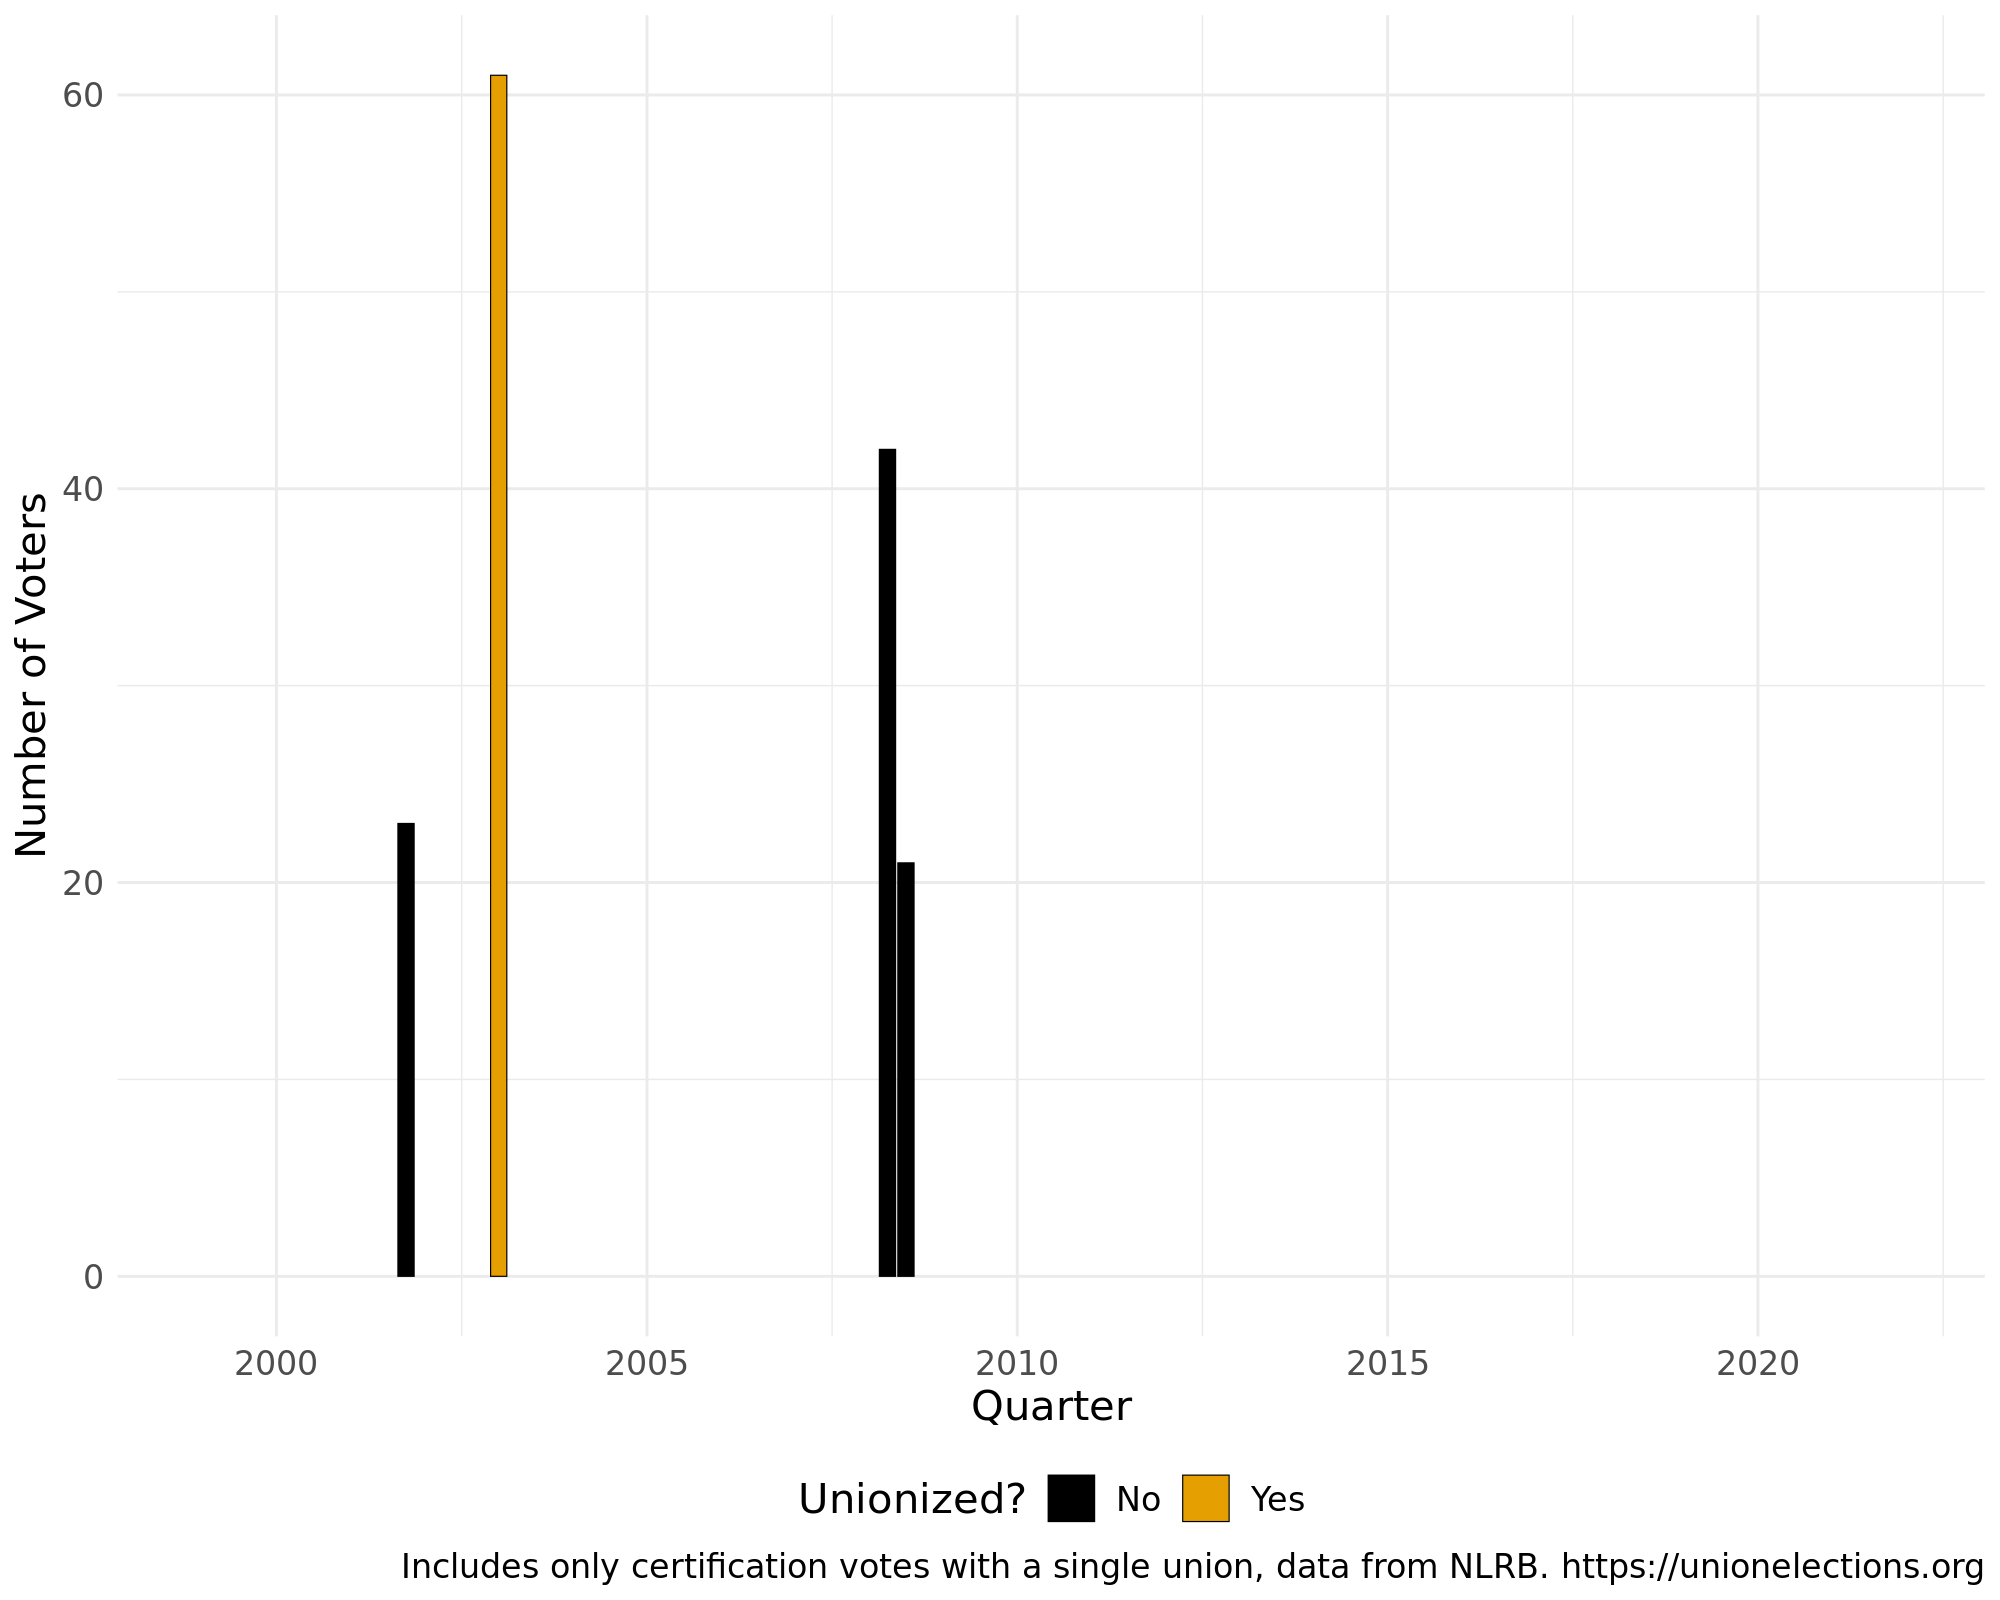 60
40
20
0
Number of Voters
2000 2005 2010 2015 2020
Quarter
Unionized? No Yes
Includes only certification votes with a single union, data from NLRB. https://unionelections.org